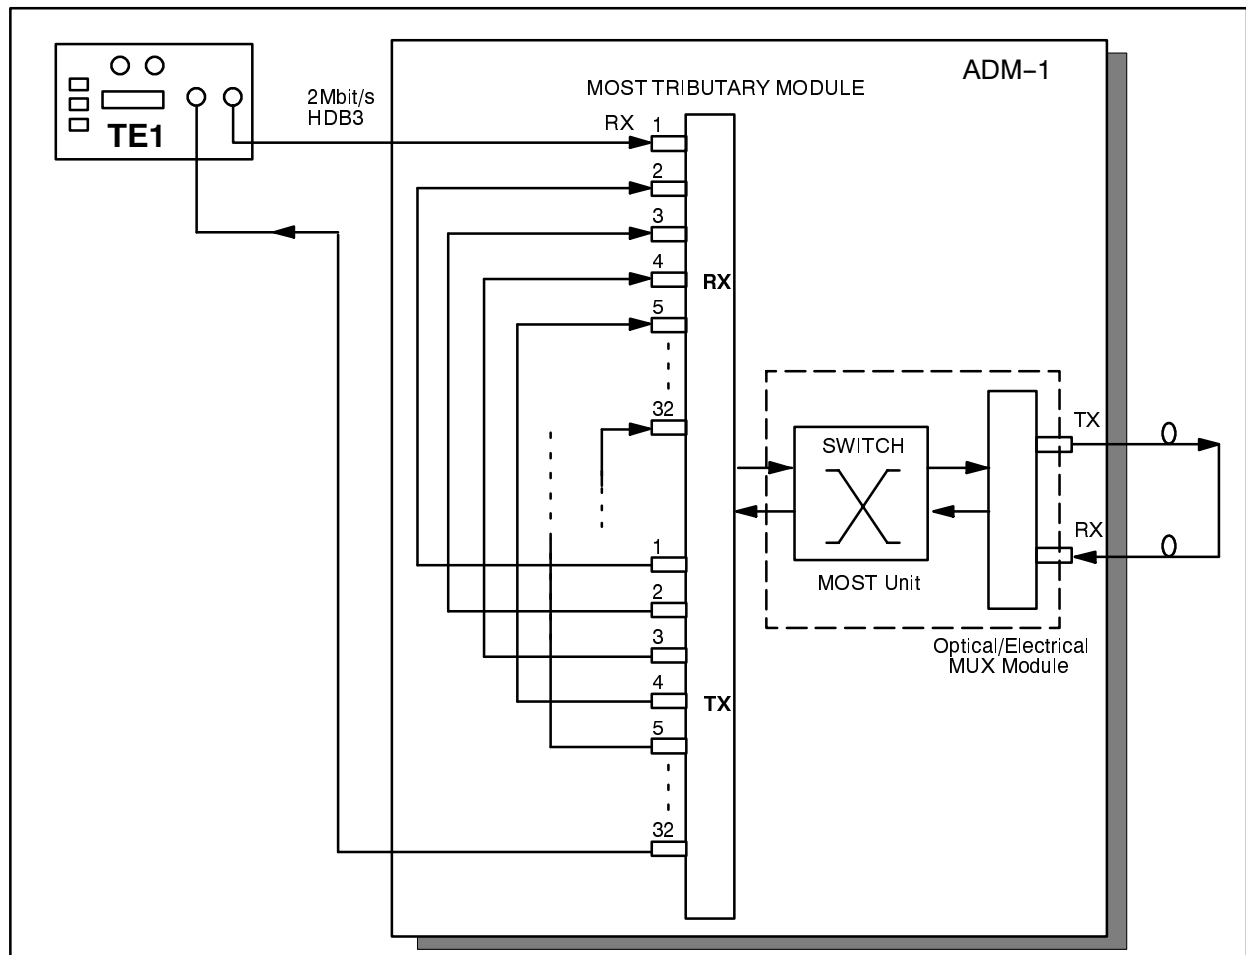 ADM–1
MOST TRIBUTARY MODULE
2Mbit/s
HDB3
TE1
RX
1
2
3
4
RX
5
32
TX
SWITCH
RX
1
MOST Unit
2
3
Optical/Electrical
MUX Module
4
TX
5
32